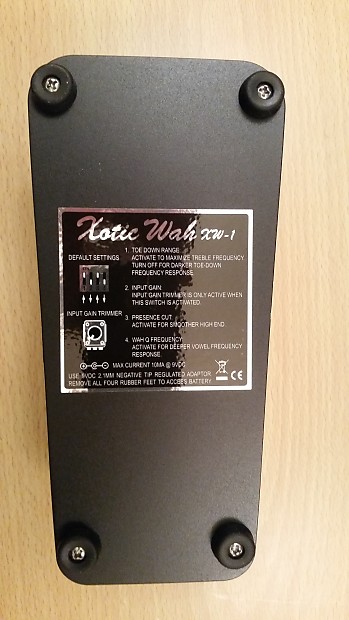 Xotic Wah XW-1
DEFAULT SETTINGS
INPUT GAIN TRIMMER
1. TOE DOWN RANGE
ACTIVATE TO MAXIMIZE TREBLE FREQUENCY
TURN OFF FOR DARKER TOE-DOWN
FREQUENCY RESPONSE.
2. INPUT GAIN
INPUT GAIN TRIMMER IS ONLY ACTIVE WHEN
THIS SWITCH IS ACTIVATED.
3 PRESENCE CUT
ACTIVATE FOR SMOOTHER HIGH END
4. WAH Q FREQUENCY
ACTIVATE FOR DEEPER VOWEL FREQUENCY
RESPONSE.
MAX CURRENT 10MA @ 9VDC
USE 9VDC 2.1MM NEGATIVE TIP REGULATED ADAPTOR
REMOVE ALL FOUR RUBBER FEET TO ACCESS BATTERY
CE